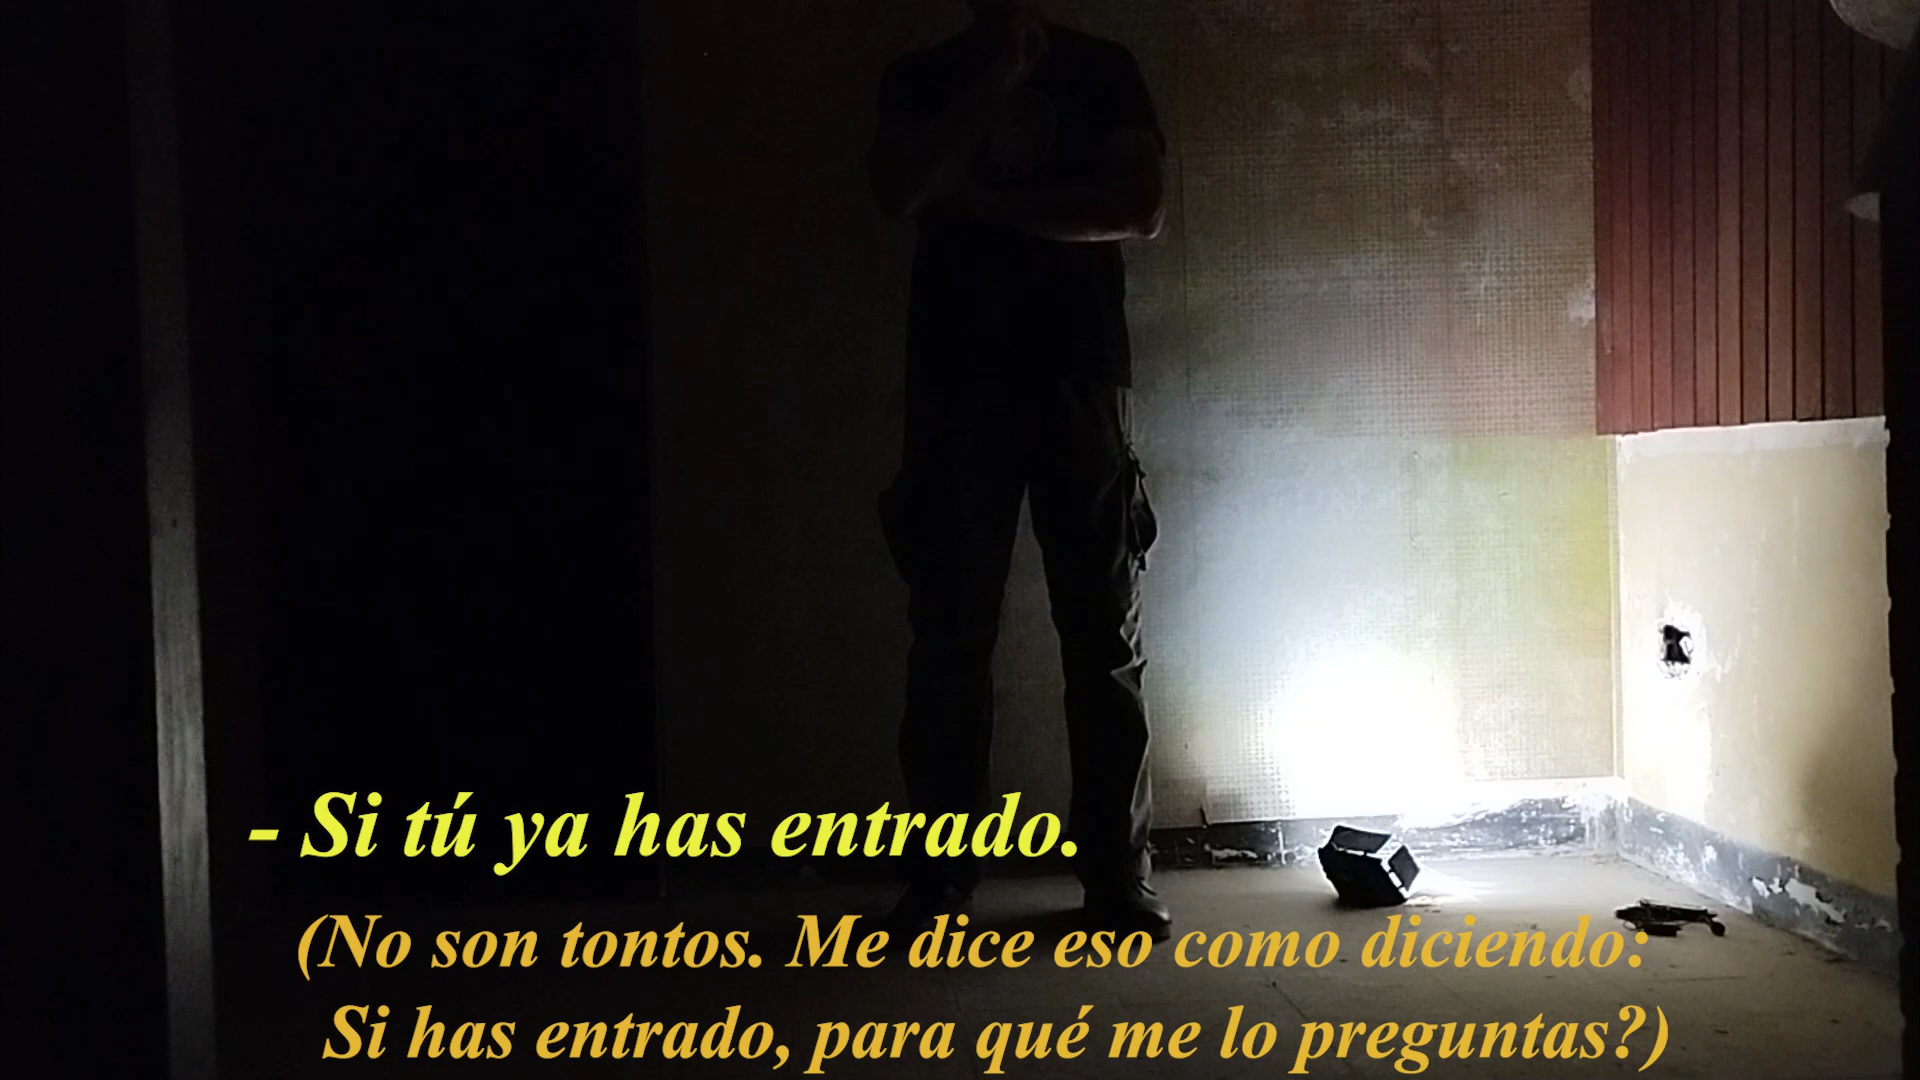 - Si tú ya has entrado.
(No son tontos. Me dice eso como diciendo:
Si has entrado, para qué me lo preguntas?)